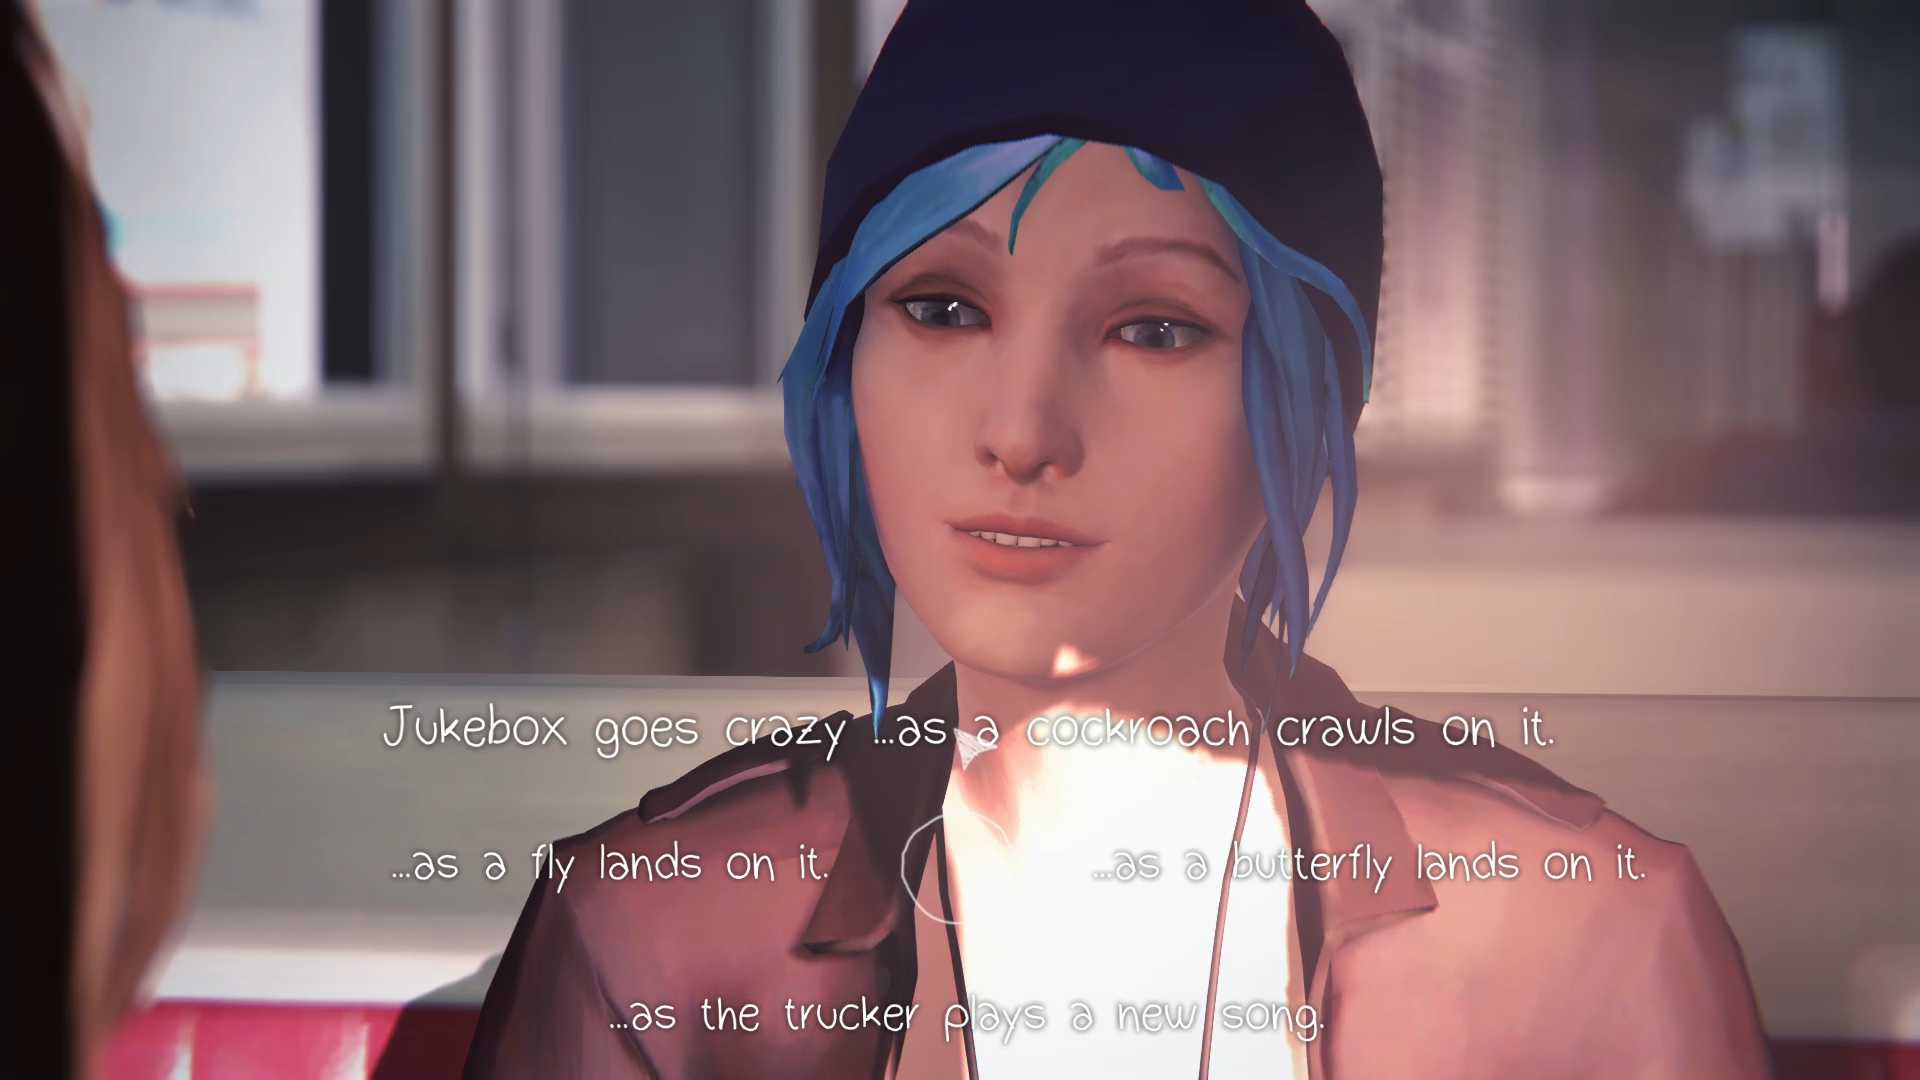 Jukebox goes crazy ...as a cockroach crawls on it.
...as a fly lands on it.
...as a butterfly lands on it.
...as the trucker plays a new song.